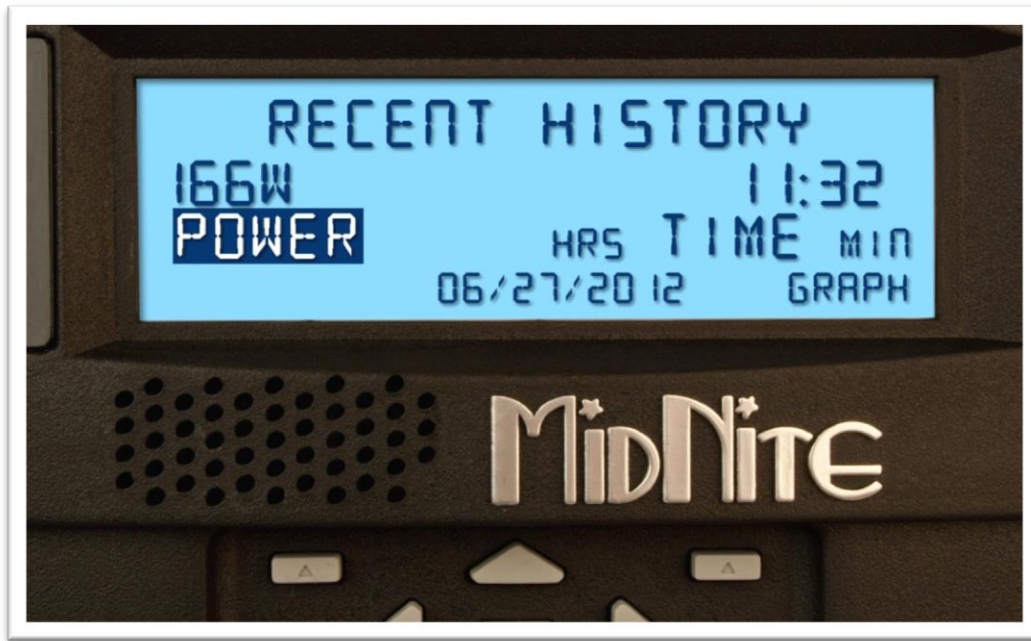 RECENT HISTORY
166W 11:32
POWER HRS TIME MIN
06/27/2012 GRAPH
MIDNITE